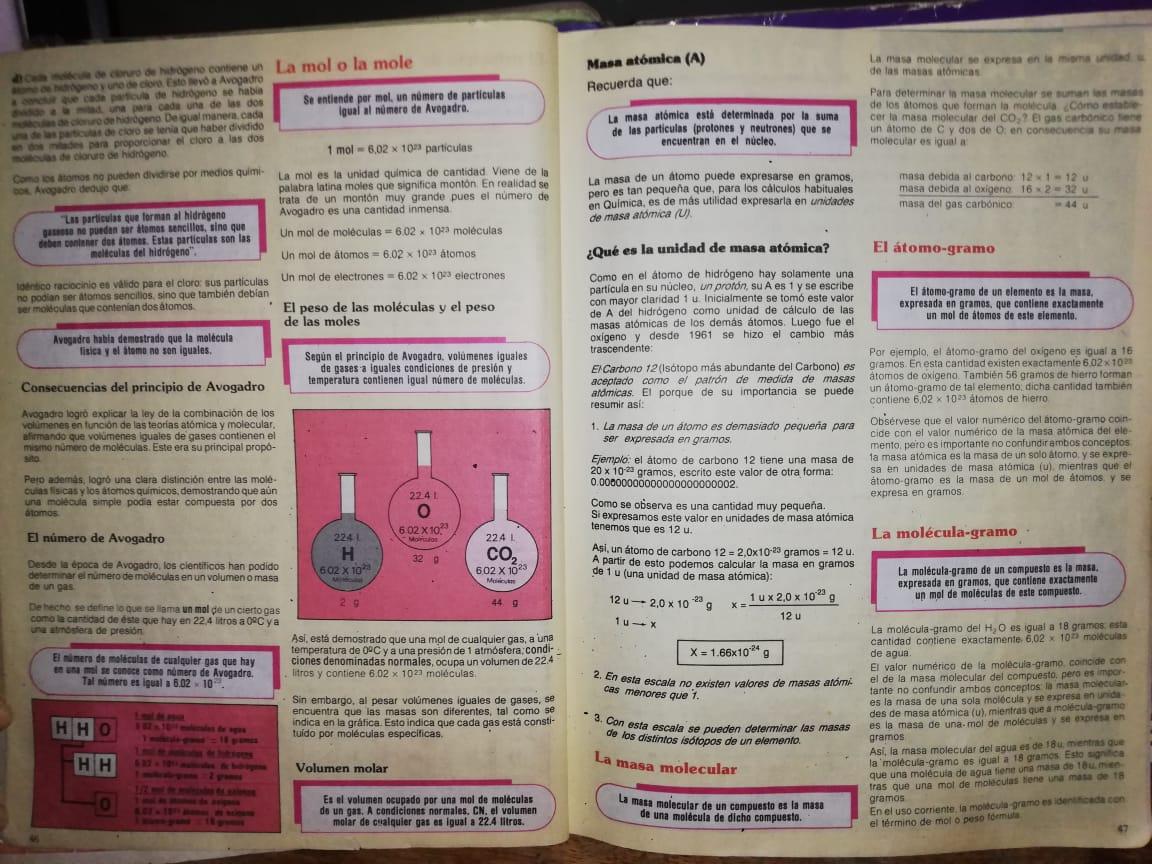 d) Cada molécula de cloruro de hidrógeno contiene un
átomo de hidrógeno y uno de cloro. Esto llevó a Avogadro
a concluir que cada partícula de hidrógeno se había
dividido a la mitad, una para cada una de las dos
moléculas de cloruro de hidrógeno. De igual manera, cada
una de las partículas de cloro se tenía que haber dividido
en dos mitades para proporcionar el cloro a las dos
moléculas de cloruro de hidrógeno.
Como los átomos no pueden dividirse por medios quími-
cos, Avogadro dedujo que:
"Las partículas que forman al hidrógeno
gaseoso no pueden ser átomos sencillos, sino que
deben contener dos átomos. Estas partículas son las
moléculas del hidrógeno".
Idéntico raciocinio es válido para el cloro: sus partículas
no podían ser átomos sencillos, sino que también debían
ser moléculas que contenían dos átomos.
Avogadro había demostrado que la molécula
física y el átomo no son iguales.
Consecuencias del principio de Avogadro
Avogadro logró explicar la ley de la combinación de los
volúmenes en función de las teorías atómica y molecular,
afirmando que volúmenes iguales de gases contienen el
mismo número de moléculas. Este era su principal propó-
sito.
Pero además, logró una clara distinción entre las molé-
culas físicas y los átomos químicos, demostrando que aún
una molécula simple podía estar compuesta por dos
átomos.
El número de Avogadro
Desde la época de Avogadro, los científicos han podido
determinar el número de moléculas en un volumen o masa
de un gas.
De hecho, se define lo que se llama un mol de un cierto gas
como la cantidad de éste que hay en 22,4 litros a 0ºC y a
una atmósfera de presión.
El número de moléculas de cualquier gas que hay
en una mol se conoce como número de Avogadro.
Tal número es igual a 6.02 × 10²³.
H H O
1 mol de agua
6.02 × 10²³ moléculas de agua
1 molécula-gramo = 18 gramos
H H
1 mol de moléculas de hidrógeno
6.02 × 10²³ moléculas de hidrógeno
1 molécula-gramo = 2 gramos
O
1/2 mol de moléculas de oxígeno
1 mol de átomos de oxígeno
6.02 × 10²³ átomos de oxígeno
1 átomo-gramo = 16 gramos
46
La mol o la mole
Se entiende por mol, un número de partículas
igual al número de Avogadro.
1 mol = 6,02 × 10²³ partículas
La mol es la unidad química de cantidad. Viene de la
palabra latina moles que significa montón. En realidad se
trata de un montón muy grande pues el número de
Avogadro es una cantidad inmensa.
Un mol de moléculas = 6.02 × 10²³ moléculas
Un mol de átomos = 6.02 × 10²³ átomos
Un mol de electrones = 6.02 × 10²³ electrones
El peso de las moléculas y el peso
de las moles
Según el principio de Avogadro, volúmenes iguales
de gases a iguales condiciones de presión y
temperatura contienen igual número de moléculas.
22.4 l.
H
6.02 X 10²³
Moléculas
2 g
22.4 l.
O
6.02 X 10²³
Moléculas
32 g
22.4 l.
CO₂
6.02 X 10²³
Moléculas
44 g
Así, está demostrado que una mol de cualquier gas, a una
temperatura de 0ºC y a una presión de 1 atmósfera; condi-
ciones denominadas normales, ocupa un volumen de 22.4
litros y contiene 6.02 × 10²³ moléculas.
Sin embargo, al pesar volúmenes iguales de gases, se
encuentra que las masas son diferentes, tal como se
indica en la gráfica. Esto indica que cada gas está consti-
tuído por moléculas específicas.
Volumen molar
Es el volumen ocupado por una mol de moléculas
de un gas. A condiciones normales, CN, el volumen
molar de cualquier gas es igual a 22.4 litros.
Masa atómica (A)
Recuerda que:
La masa atómica está determinada por la suma
de las partículas (protones y neutrones) que se
encuentran en el núcleo.
La masa de un átomo puede expresarse en gramos,
pero es tan pequeña que, para los cálculos habituales
en Química, es de más utilidad expresarla en unidades
de masa atómica (U).
¿Qué es la unidad de masa atómica?
Como en el átomo de hidrógeno hay solamente una
partícula en su núcleo, un protón, su A es 1 y se escribe
con mayor claridad 1 u. Inicialmente se tomó este valor
de A del hidrógeno como unidad de cálculo de las
masas atómicas de los demás átomos. Luego fue el
oxígeno y desde 1961 se hizo el cambio más
trascendente:
El Carbono 12 (Isótopo más abundante del Carbono) es
aceptado como el patrón de medida de masas
atómicas. El porque de su importancia se puede
resumir así:
1. La masa de un átomo es demasiado pequeña para
ser expresada en gramos.
Ejemplo: el átomo de carbono 12 tiene una masa de
20 x 10⁻²³ gramos, escrito este valor de otra forma:
0.00000000000000000000002.
Como se observa es una cantidad muy pequeña.
Si expresamos este valor en unidades de masa atómica
tenemos que es 12 u.
Así, un átomo de carbono 12 = 2,0x10⁻²³ gramos = 12 u.
A partir de esto podemos calcular la masa en gramos
de 1 u (una unidad de masa atómica):
12 u → 2,0 x 10⁻²³ g x = 1 u x 2,0 x 10⁻²³ g
1 u → x 12 u
X = 1.66x10⁻²⁴ g
2. En esta escala no existen valores de masas atómi-
cas menores que 1.
3. Con esta escala se pueden determinar las masas
de los distintos isótopos de un elemento.
La masa molecular
La masa molecular de un compuesto es la masa
de una molécula de dicho compuesto.
La masa molecular se expresa en la misma unidad, u
de las masas atómicas.
Para determinar la masa molecular se suman las masas
de los átomos que forman la molécula. ¿Cómo estable-
cer la masa molecular del CO₂? El gas carbónico tiene
un átomo de C y dos de O; en consecuencia su masa
molecular es igual a:
masa debida al carbono: 12 × 1 = 12 u
masa debida al oxígeno: 16 × 2 = 32 u
masa del gas carbónico: = 44 u
El átomo-gramo
El átomo-gramo de un elemento es la masa,
expresada en gramos, que contiene exactamente
un mol de átomos de este elemento.
Por ejemplo, el átomo-gramo del oxígeno es igual a 16
gramos. En esta cantidad existen exactamente 6,02 × 10²³
átomos de oxígeno. También 56 gramos de hierro forman
un átomo-gramo de tal elemento; dicha cantidad también
contiene 6,02 × 10²³ átomos de hierro.
Obsérvese que el valor numérico del átomo-gramo coin-
cide con el valor numérico de la masa atómica del ele-
mento, pero es importante no confundir ambos conceptos:
la masa atómica es la masa de un solo átomo, y se expre-
sa en unidades de masa atómica (u), mientras que el
átomo-gramo es la masa de un mol de átomos, y se
expresa en gramos.
La molécula-gramo
La molécula-gramo de un compuesto es la masa,
expresada en gramos, que contiene exactamente
un mol de moléculas de este compuesto.
La molécula-gramo del H₂O es igual a 18 gramos; esta
cantidad contiene exactamente 6,02 × 10²³ moléculas
de agua.
El valor numérico de la molécula-gramo, coincide con
el de la masa molecular del compuesto, pero es impor-
tante no confundir ambos conceptos: la masa molecular
es la masa de una sola molécula y se expresa en unida-
des de masa atómica (u), mientras que a molécula-gramo
es la masa de una mol de moléculas y se expresa en
gramos.
Así, la masa molecular del agua es de 18 u, mientras que
la molécula-gramo es igual a 18 gramos. Esto significa
que una molécula de agua tiene una masa de 18 u, mien-
tras que una mol de moléculas tiene una masa de 18
gramos.
En el uso corriente, la molécula-gramo es identificada con
el término de mol o peso fórmula.
47